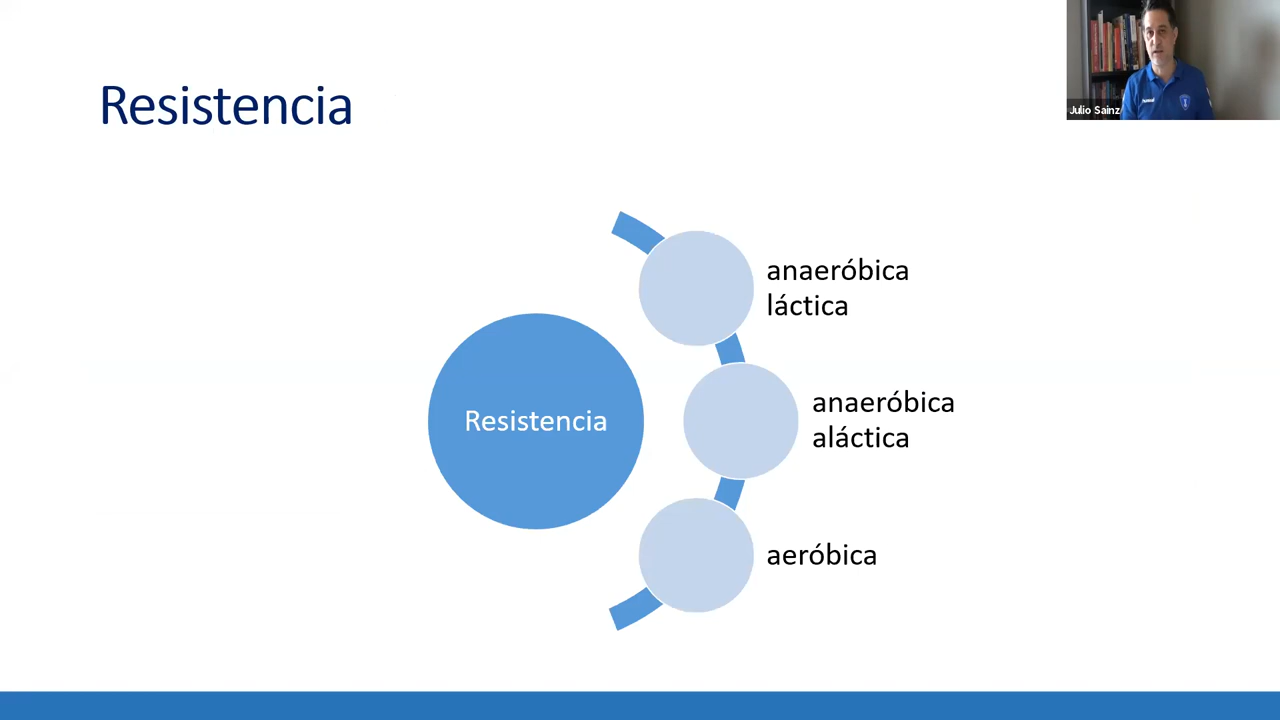 Resistencia
Julio Sainz
anaeróbica
láctica
Resistencia
anaeróbica
aláctica
aeróbica